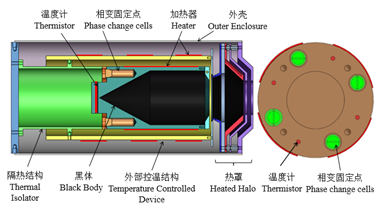 温度计
Thermistor
相变固定点
Phase change cells
加热器
Heater
外壳
Outer Enclosure
隔热结构
Thermal
Isolator
黑体
Black Body
外部控温结构
Temperature Controlled
Device
热罩
Heated Halo
温度计
Thermistor
相变固定点
Phase change cells